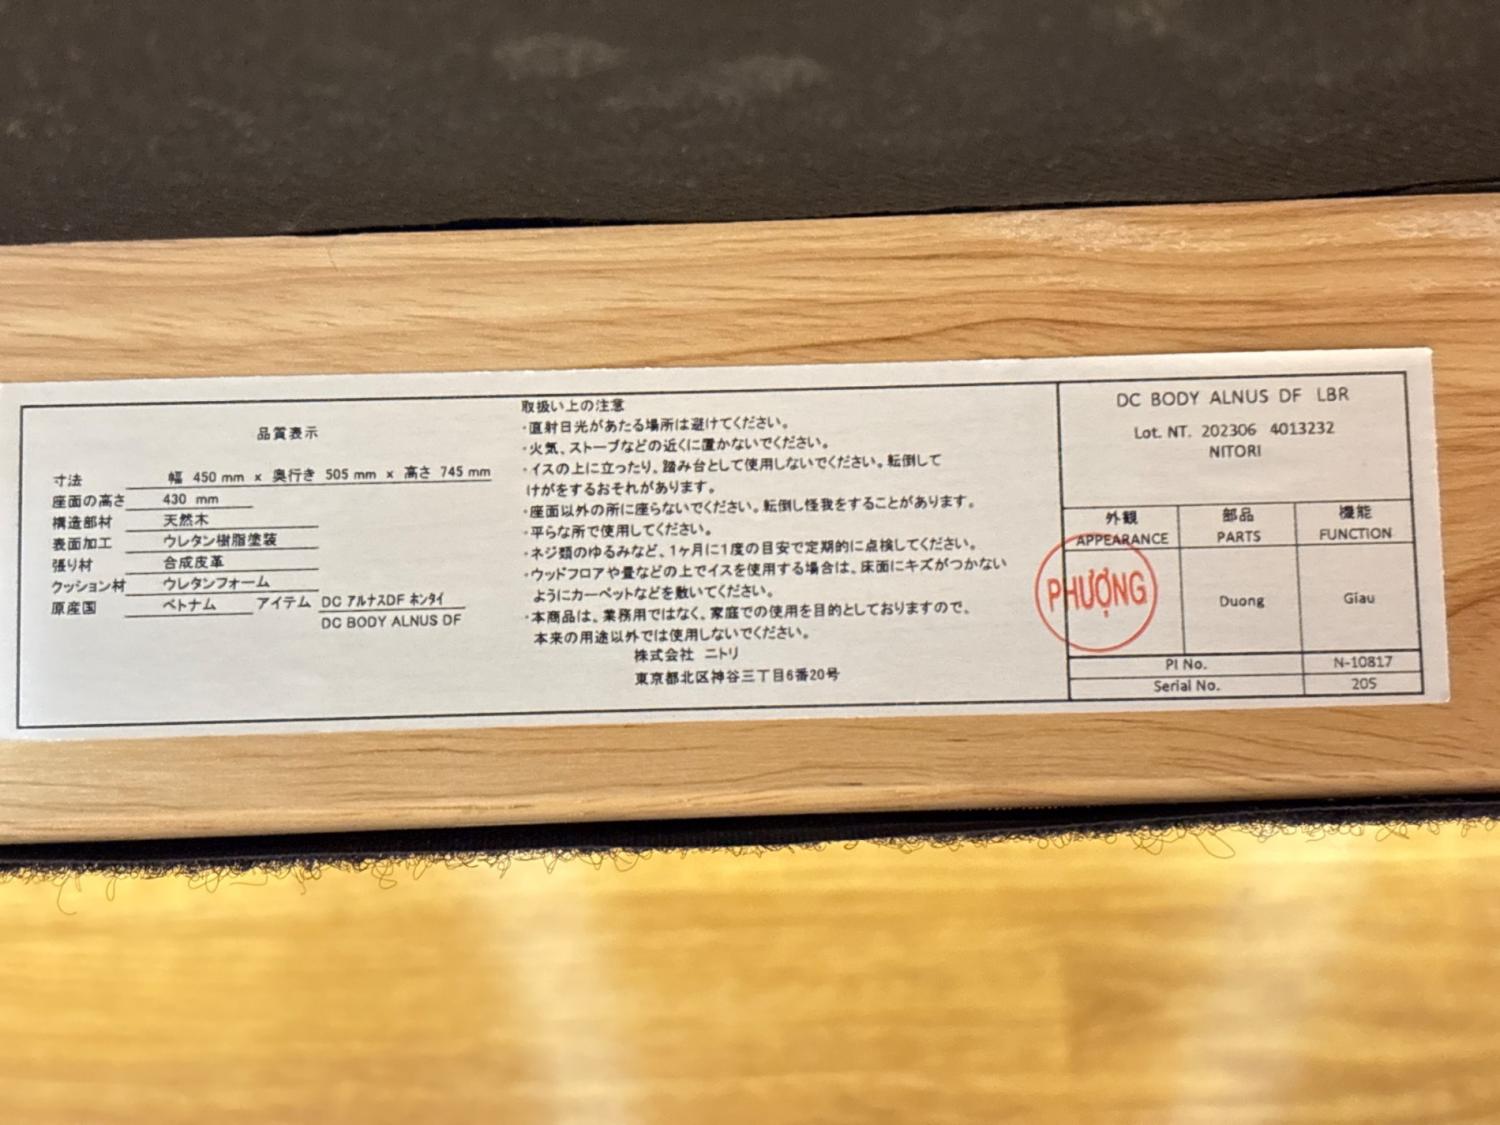 品質表示
寸法 幅 450 mm x 奥行き 505 mm x 高さ 745 mm
座面の高さ 430 mm
構造部材 天然木
表面加工 ウレタン樹脂塗装
張り材 合成皮革
クッション材 ウレタンフォーム
原産国 ベトナム アイテム DC アルナスDF ホンタイ
DC BODY ALNUS DF
取扱い上の注意
・直射日光があたる場所は避けてください。
・火気、ストーブなどの近くに置かないでください。
・イスの上に立ったり、踏み台として使用しないでください。転倒して
けがをするおそれがあります。
・座面以外の所に座らないでください。転倒し怪我をすることがあります。
・平らな所で使用してください。
・ネジ類のゆるみなど、1ヶ月に1度の目安で定期的に点検してください。
・ウッドフロアや畳などの上でイスを使用する場合は、床面にキズがつかない
ようにカーペットなどを敷いてください。
・本商品は、業務用ではなく、家庭での使用を目的としておりますので、
本来の用途以外では使用しないでください。
株式会社 ニトリ
東京都北区神谷三丁目6番20号
DC BODY ALNUS DF LBR
Lot. NT. 202306 4013232
NITORI
外観 部品 機能
APPEARANCE PARTS FUNCTION
PHƯỢNG Duong Giau
PI No. N-10817
Serial No. 205